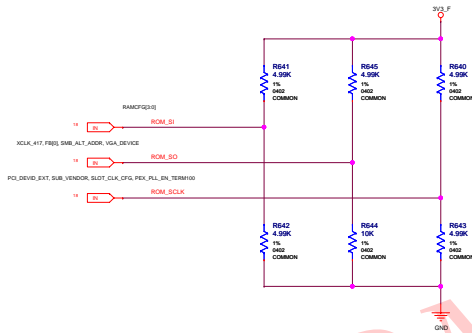 3V3_F
R641
4.99K
1%
0402
COMMON
R645
4.99K
1%
0402
COMMON
R640
4.99K
1%
0402
COMMON
RAMCFG[3:0]
IN
ROM_SI
XCLK_417, FB[0], SMB_ALT_ADDR, VGA_DEVICE
IN
ROM_SO
PCI_DEVID_EXT, SUB_VENDOR, SLOT_CLK_CFG, PEX_PLL_EN_TERM100
IN
ROM_SCLK
R642
4.99K
1%
0402
COMMON
R644
10K
1%
0402
COMMON
R643
4.99K
1%
0402
COMMON
GND